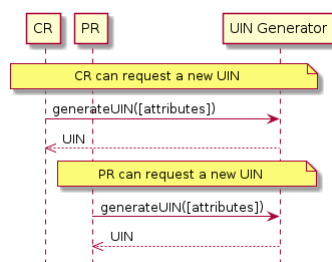 CR
PR
UIN Generator
CR can request a new UIN
generateUIN([attributes])
UIN
PR can request a new UIN
generateUIN([attributes])
UIN